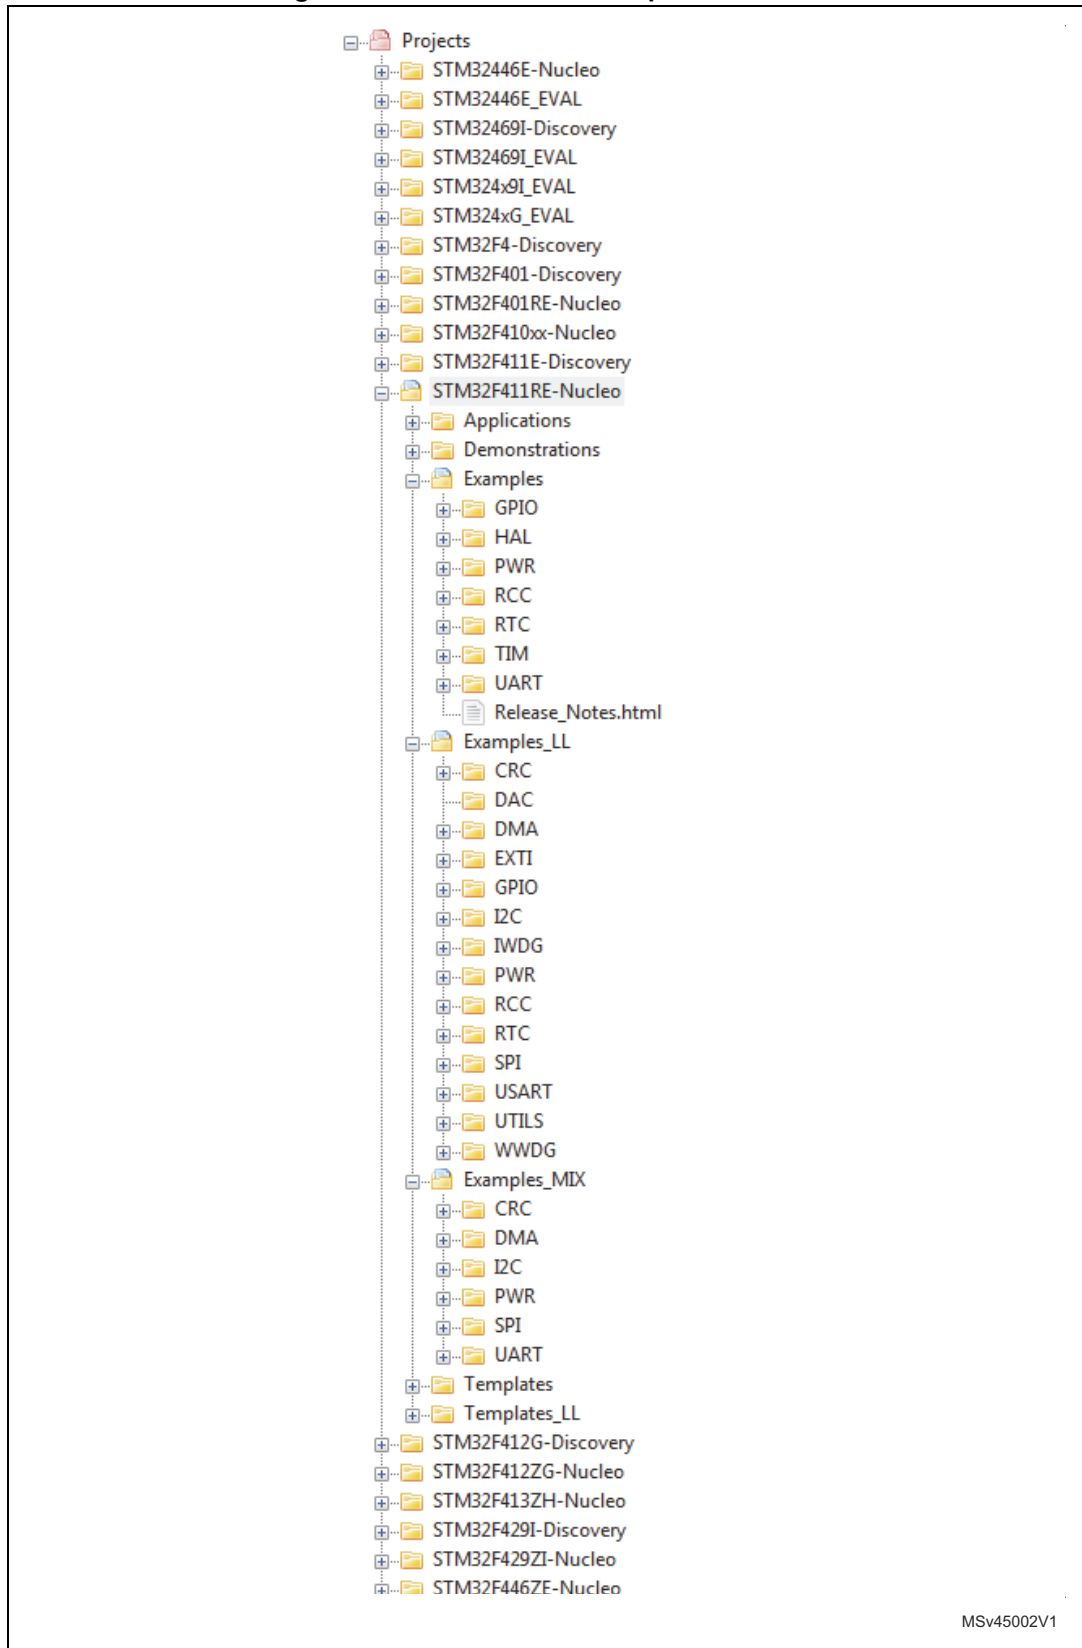 Projects
STM32446E-Nucleo
STM32446E_EVAL
STM32469I-Discovery
STM32469I_EVAL
STM324x9I_EVAL
STM324xG_EVAL
STM32F4-Discovery
STM32F401-Discovery
STM32F401RE-Nucleo
STM32F410xx-Nucleo
STM32F411E-Discovery
STM32F411RE-Nucleo
Applications
Demonstrations
Examples
GPIO
HAL
PWR
RCC
RTC
TIM
UART
Release_Notes.html
Examples_LL
CRC
DAC
DMA
EXTI
GPIO
I2C
IWDG
PWR
RCC
RTC
SPI
USART
UTILS
WWDG
Examples_MIX
CRC
DMA
I2C
PWR
SPI
UART
Templates
Templates_LL
STM32F412G-Discovery
STM32F412ZG-Nucleo
STM32F413ZH-Nucleo
STM32F429I-Discovery
STM32F429ZI-Nucleo
STM32F446ZE-Nucleo
MSv45002V1